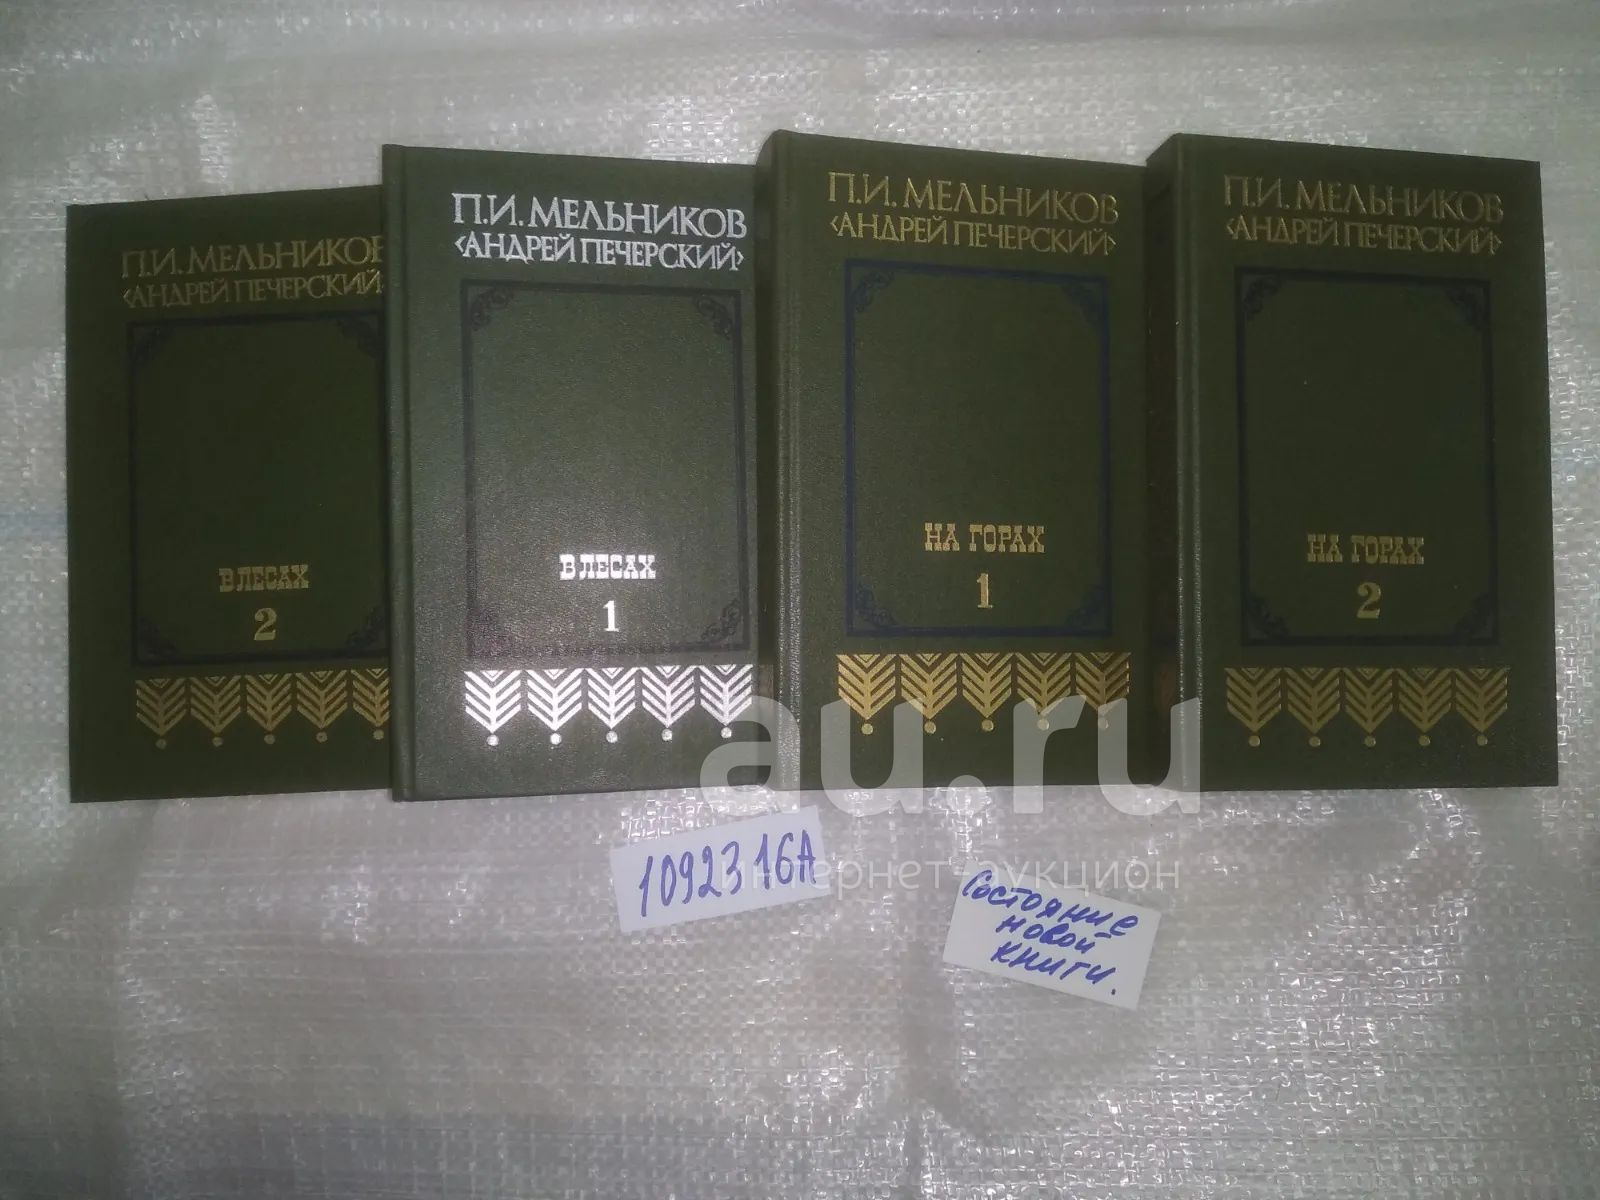 П.И. МЕЛЬНИКОВ
‹АНДРЕЙ ПЕЧЕРСКИЙ›
В ЛЕСАХ
2
П.И. МЕЛЬНИКОВ
‹АНДРЕЙ ПЕЧЕРСКИЙ›
В ЛЕСАХ
1
П.И. МЕЛЬНИКОВ
‹АНДРЕЙ ПЕЧЕРСКИЙ›
НА ГОРАХ
1
П.И. МЕЛЬНИКОВ
‹АНДРЕЙ ПЕЧЕРСКИЙ›
НА ГОРАХ
2
au.ru
интернет-аукцион
1092316А
Состояние
новой
книги.